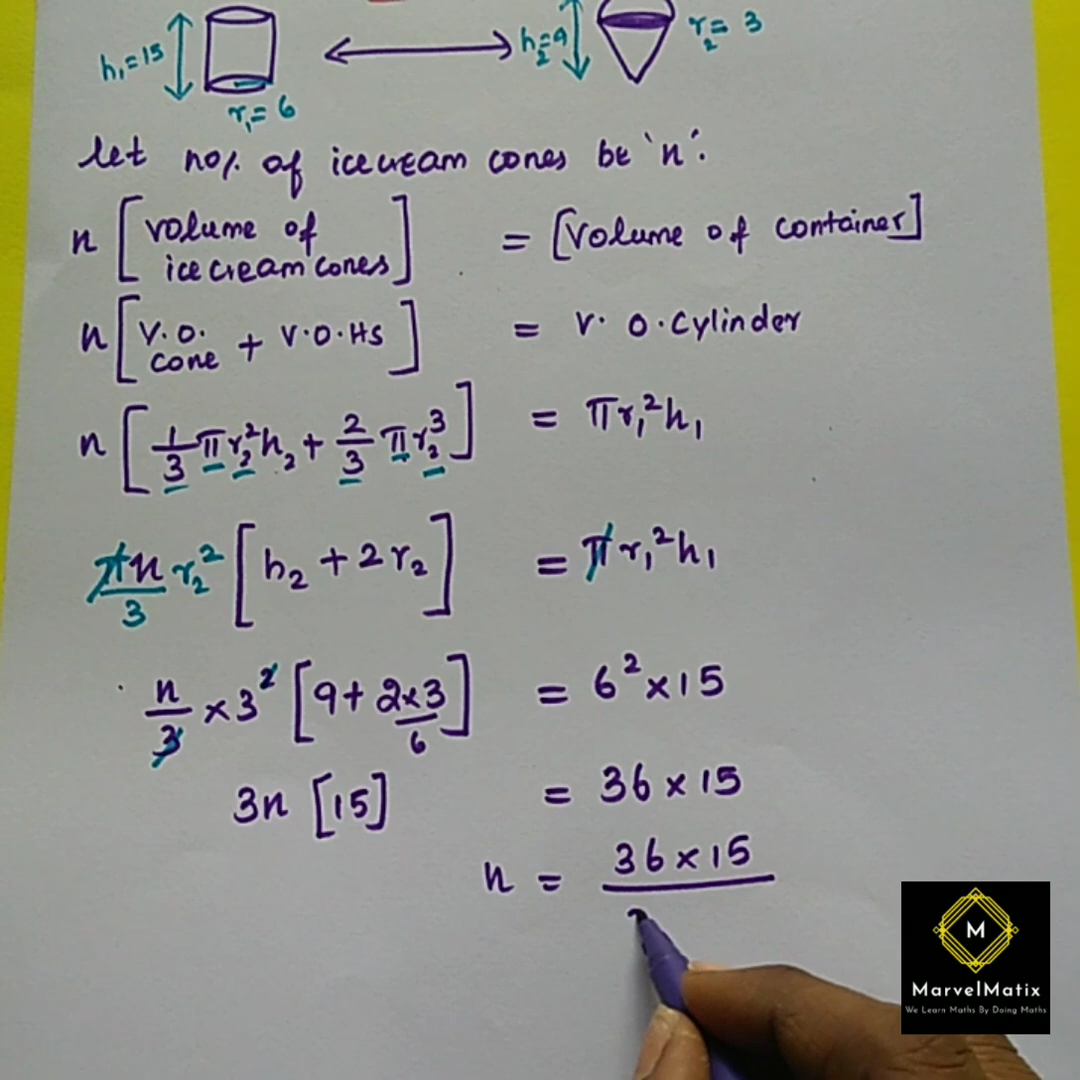 h₁=15 h₂=9 r₂= 3
r₁= 6
let no/. of icecream cones be 'n'.
n [volume of icecream cones] = [volume of container]
n [V.O. cone + V.O.HS] = V. O. Cylinder
n [1/3 πr₂²h₂ + 2/3 πr₂³] = πr₁²h₁
πn/3 r₂² [h₂ + 2r₂] = πr₁²h₁
n/3 ×3² [9+ 2×3] = 6²×15
6
3n [15] = 36×15
n = 36×15
M
MarvelMatix
We Learn Maths By Doing Maths